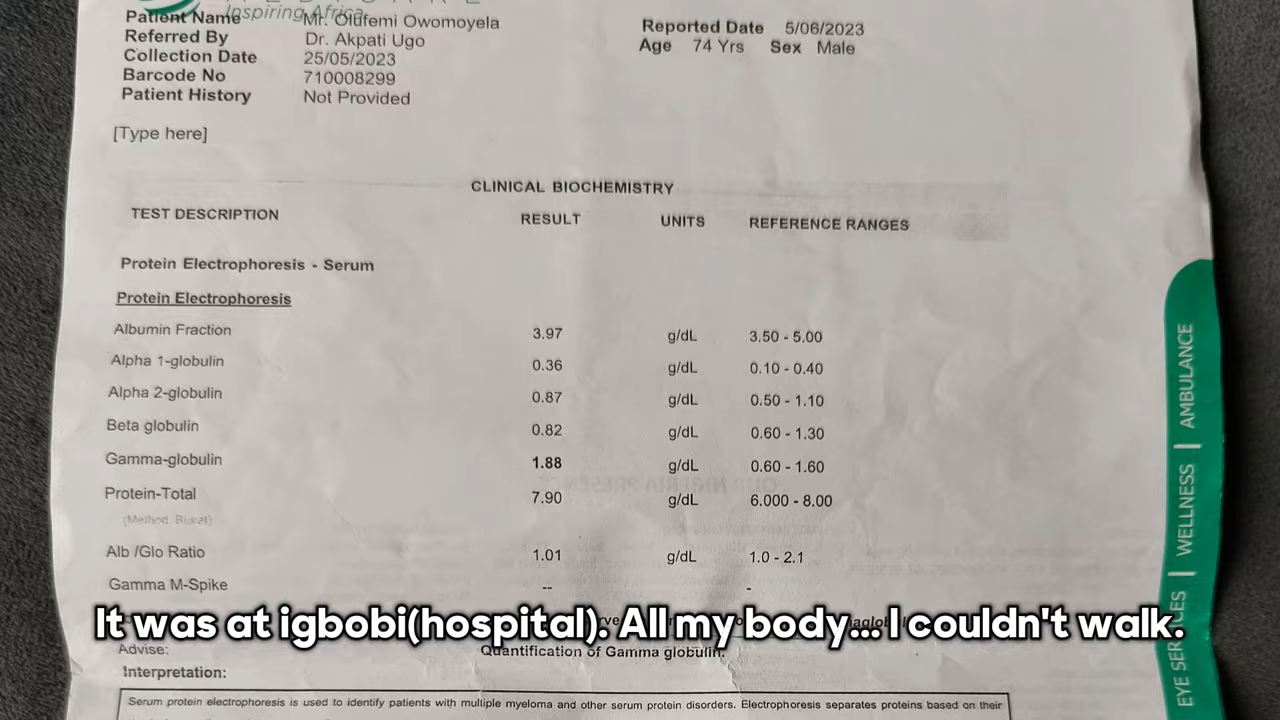 Inspiring Africa
Patient Name Mr. Olufemi Owomoyela
Referred By Dr. Akpati Ugo
Collection Date 25/05/2023
Barcode No 710008299
Patient History Not Provided
Reported Date 5/06/2023
Age 74 Yrs Sex Male
[Type here]
CLINICAL BIOCHEMISTRY
TEST DESCRIPTION RESULT UNITS REFERENCE RANGES
Protein Electrophoresis - Serum
Protein Electrophoresis
Albumin Fraction 3.97 g/dL 3.50 - 5.00
Alpha 1-globulin 0.36 g/dL 0.10 - 0.40
Alpha 2-globulin 0.87 g/dL 0.50 - 1.10
Beta globulin 0.82 g/dL 0.60 - 1.30
Gamma-globulin 1.88 g/dL 0.60 - 1.60
Protein-Total 7.90 g/dL 6.000 - 8.00
(Method. Biuret)
Alb /Glo Ratio 1.01 g/dL 1.0 - 2.1
Gamma M-Spike -- -
It was at igbobi(hospital). All my body... I couldn't walk.
Advise: Quantification of Gamma globulin.
Interpretation:
Serum protein electrophoresis is used to identify patients with multiple myeloma and other serum protein disorders. Electrophoresis separates proteins based on their
EYE SERVICES | WELLNESS | AMBULANCE